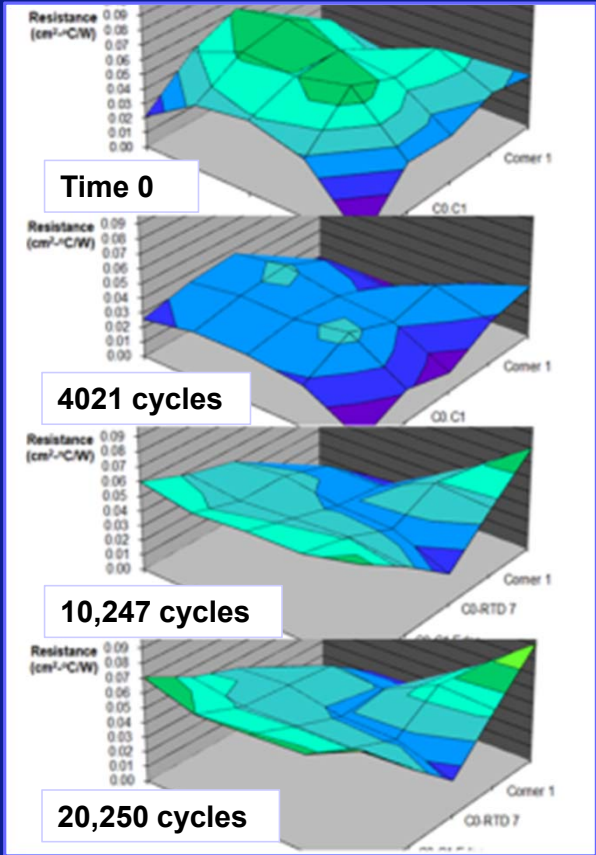 Resistance
(cm²-°C/W)
0.09
0.08
0.07
0.06
0.05
0.04
0.03
0.02
0.01
0.00
Time 0
Corner 1
C0 C1
Resistance
(cm²-°C/W)
0.09
0.08
0.07
0.06
0.05
0.04
0.03
0.02
0.01
0.00
4021 cycles
Corner 1
C0 C1
Resistance
(cm²-°C/W)
0.09
0.08
0.07
0.06
0.05
0.04
0.03
0.02
0.01
0.00
10,247 cycles
Corner 1
C0-RTD 7
Resistance
(cm²-°C/W)
0.09
0.08
0.07
0.06
0.05
0.04
0.03
0.02
0.01
0.00
20,250 cycles
Corner 1
C0-RTD 7